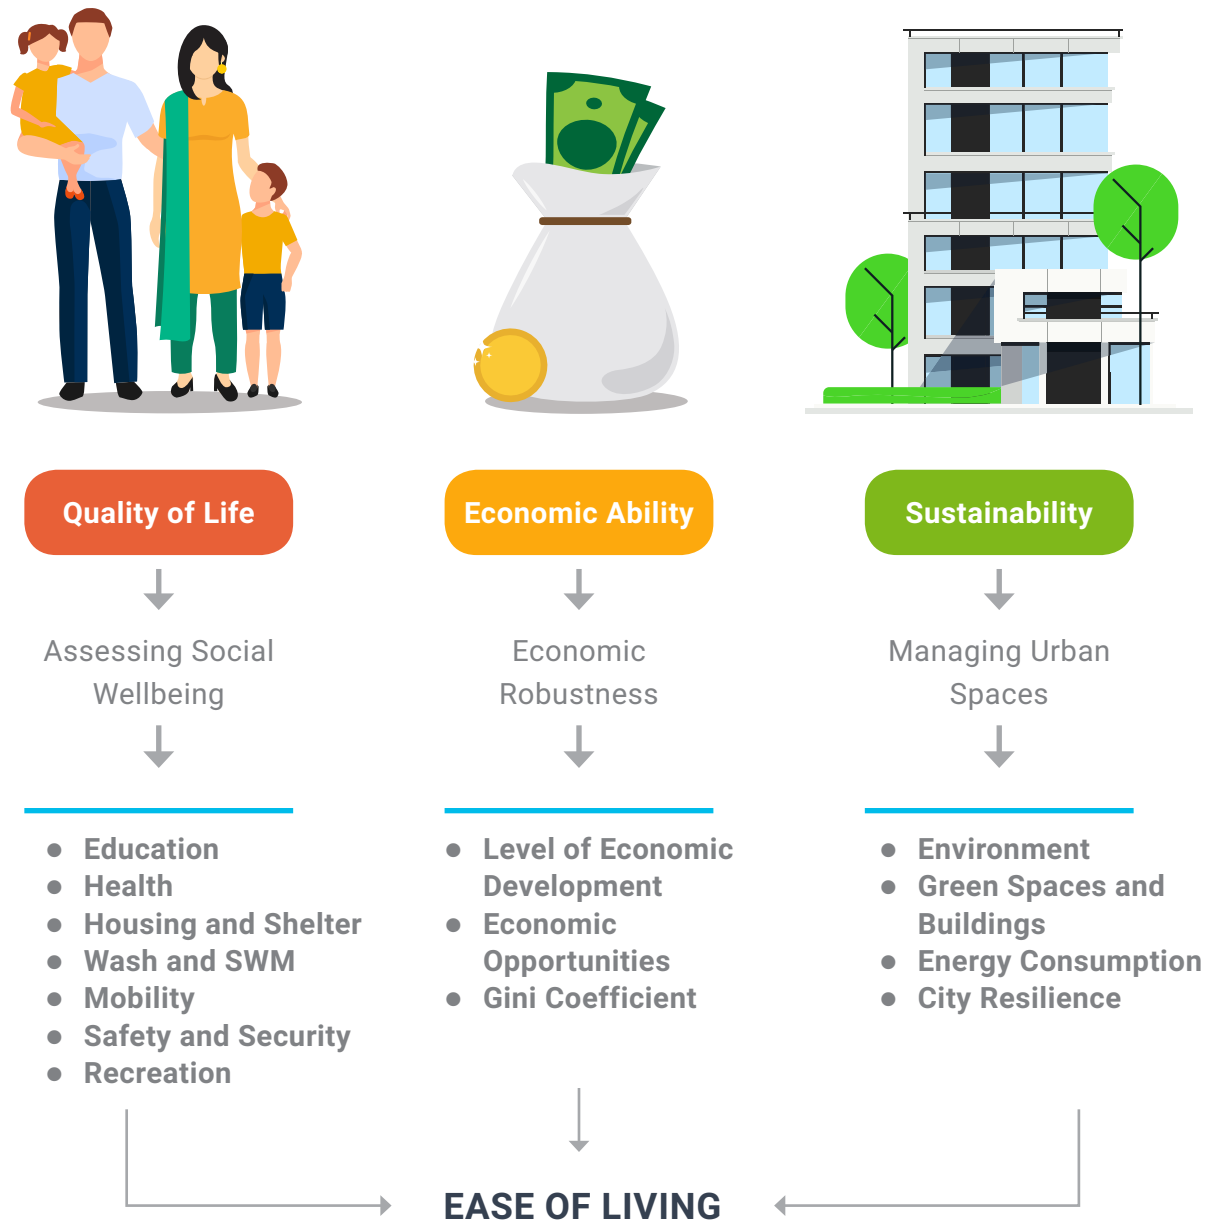 Quality of Life
Assessing Social
Wellbeing
Education
Health
Housing and Shelter
Wash and SWM
Mobility
Safety and Security
Recreation
Economic Ability
Economic
Robustness
Level of Economic
Development
Economic
Opportunities
Gini Coefficient
Sustainability
Managing Urban
Spaces
Environment
Green Spaces and
Buildings
Energy Consumption
City Resilience
EASE OF LIVING